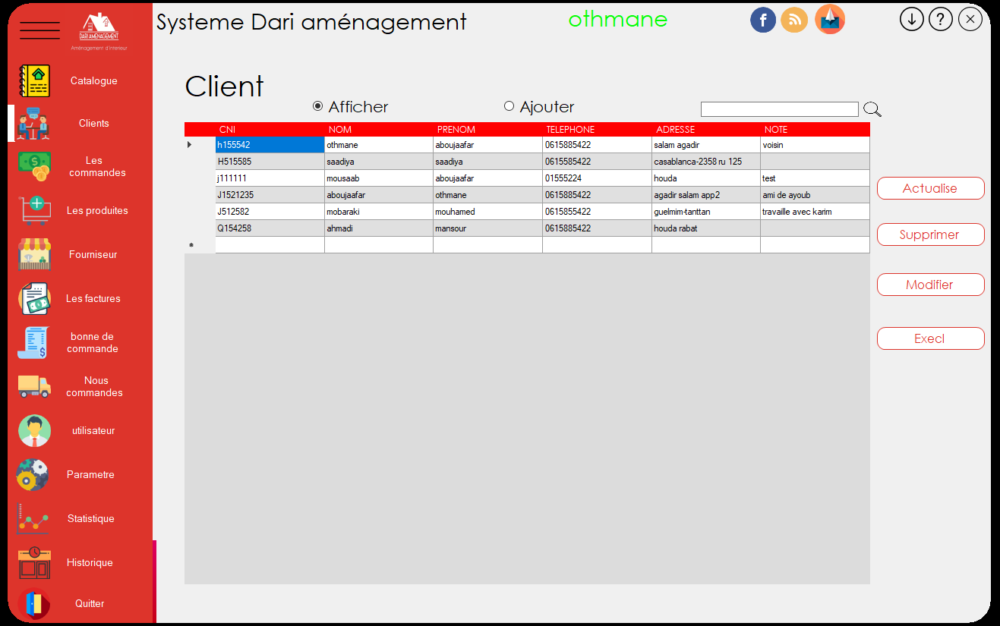 Systeme Dari aménagement
othmane
DARI AMENAGEMENT
Aménagement d'interieur
Catalogue
Clients
Les
commandes
Les produites
Fourniseur
Les factures
bonne de
commande
Nous
commandes
utilisateur
Parametre
Statistique
Historique
Quitter
Client
Afficher Ajouter
CNI NOM PRENOM TELEPHONE ADRESSE NOTE
h155542 othmane aboujaafar 0615885422 salam agadir voisin
H515585 saadiya saadiya 0615585422 casablanca-2358 ru 125
j111111 mousaab aboujaafar 01555224 houda test
J1521235 aboujaafar othmane 0615885422 agadir salam app2 ami de ayoub
J512582 mobaraki mouhamed 0615855422 guelmim-tanttan travaille avec karim
Q154258 ahmadi mansour 0615885422 houda rabat
Actualise
Supprimer
Modifier
Execl